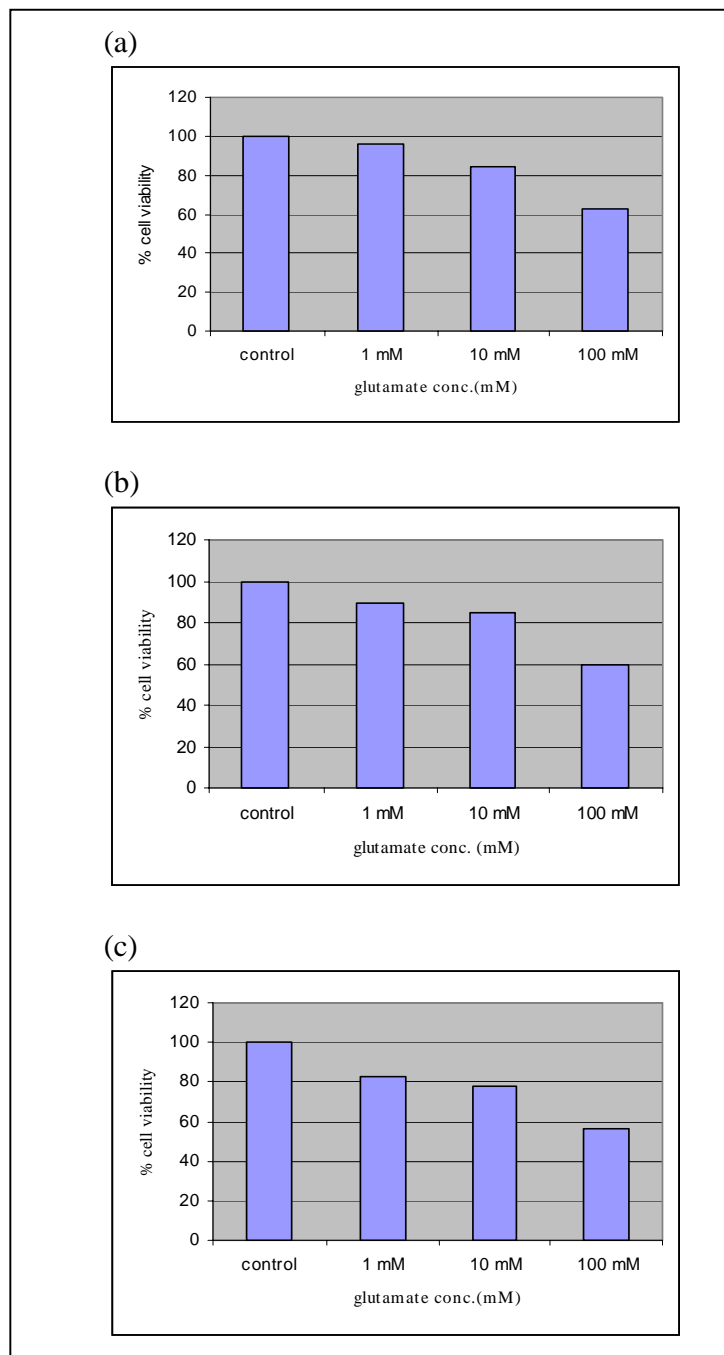 (a)
120
100
80
60
40
20
0
% cell viability
control 1 mM 10 mM 100 mM
glutamate conc.(mM)
(b)
120
100
80
60
40
20
0
% cell viability
control 1 mM 10 mM 100 mM
glutamate conc. (mM)
(c)
120
100
80
60
40
20
0
% cell viability
control 1 mM 10 mM 100 mM
glutamate conc.(mM)